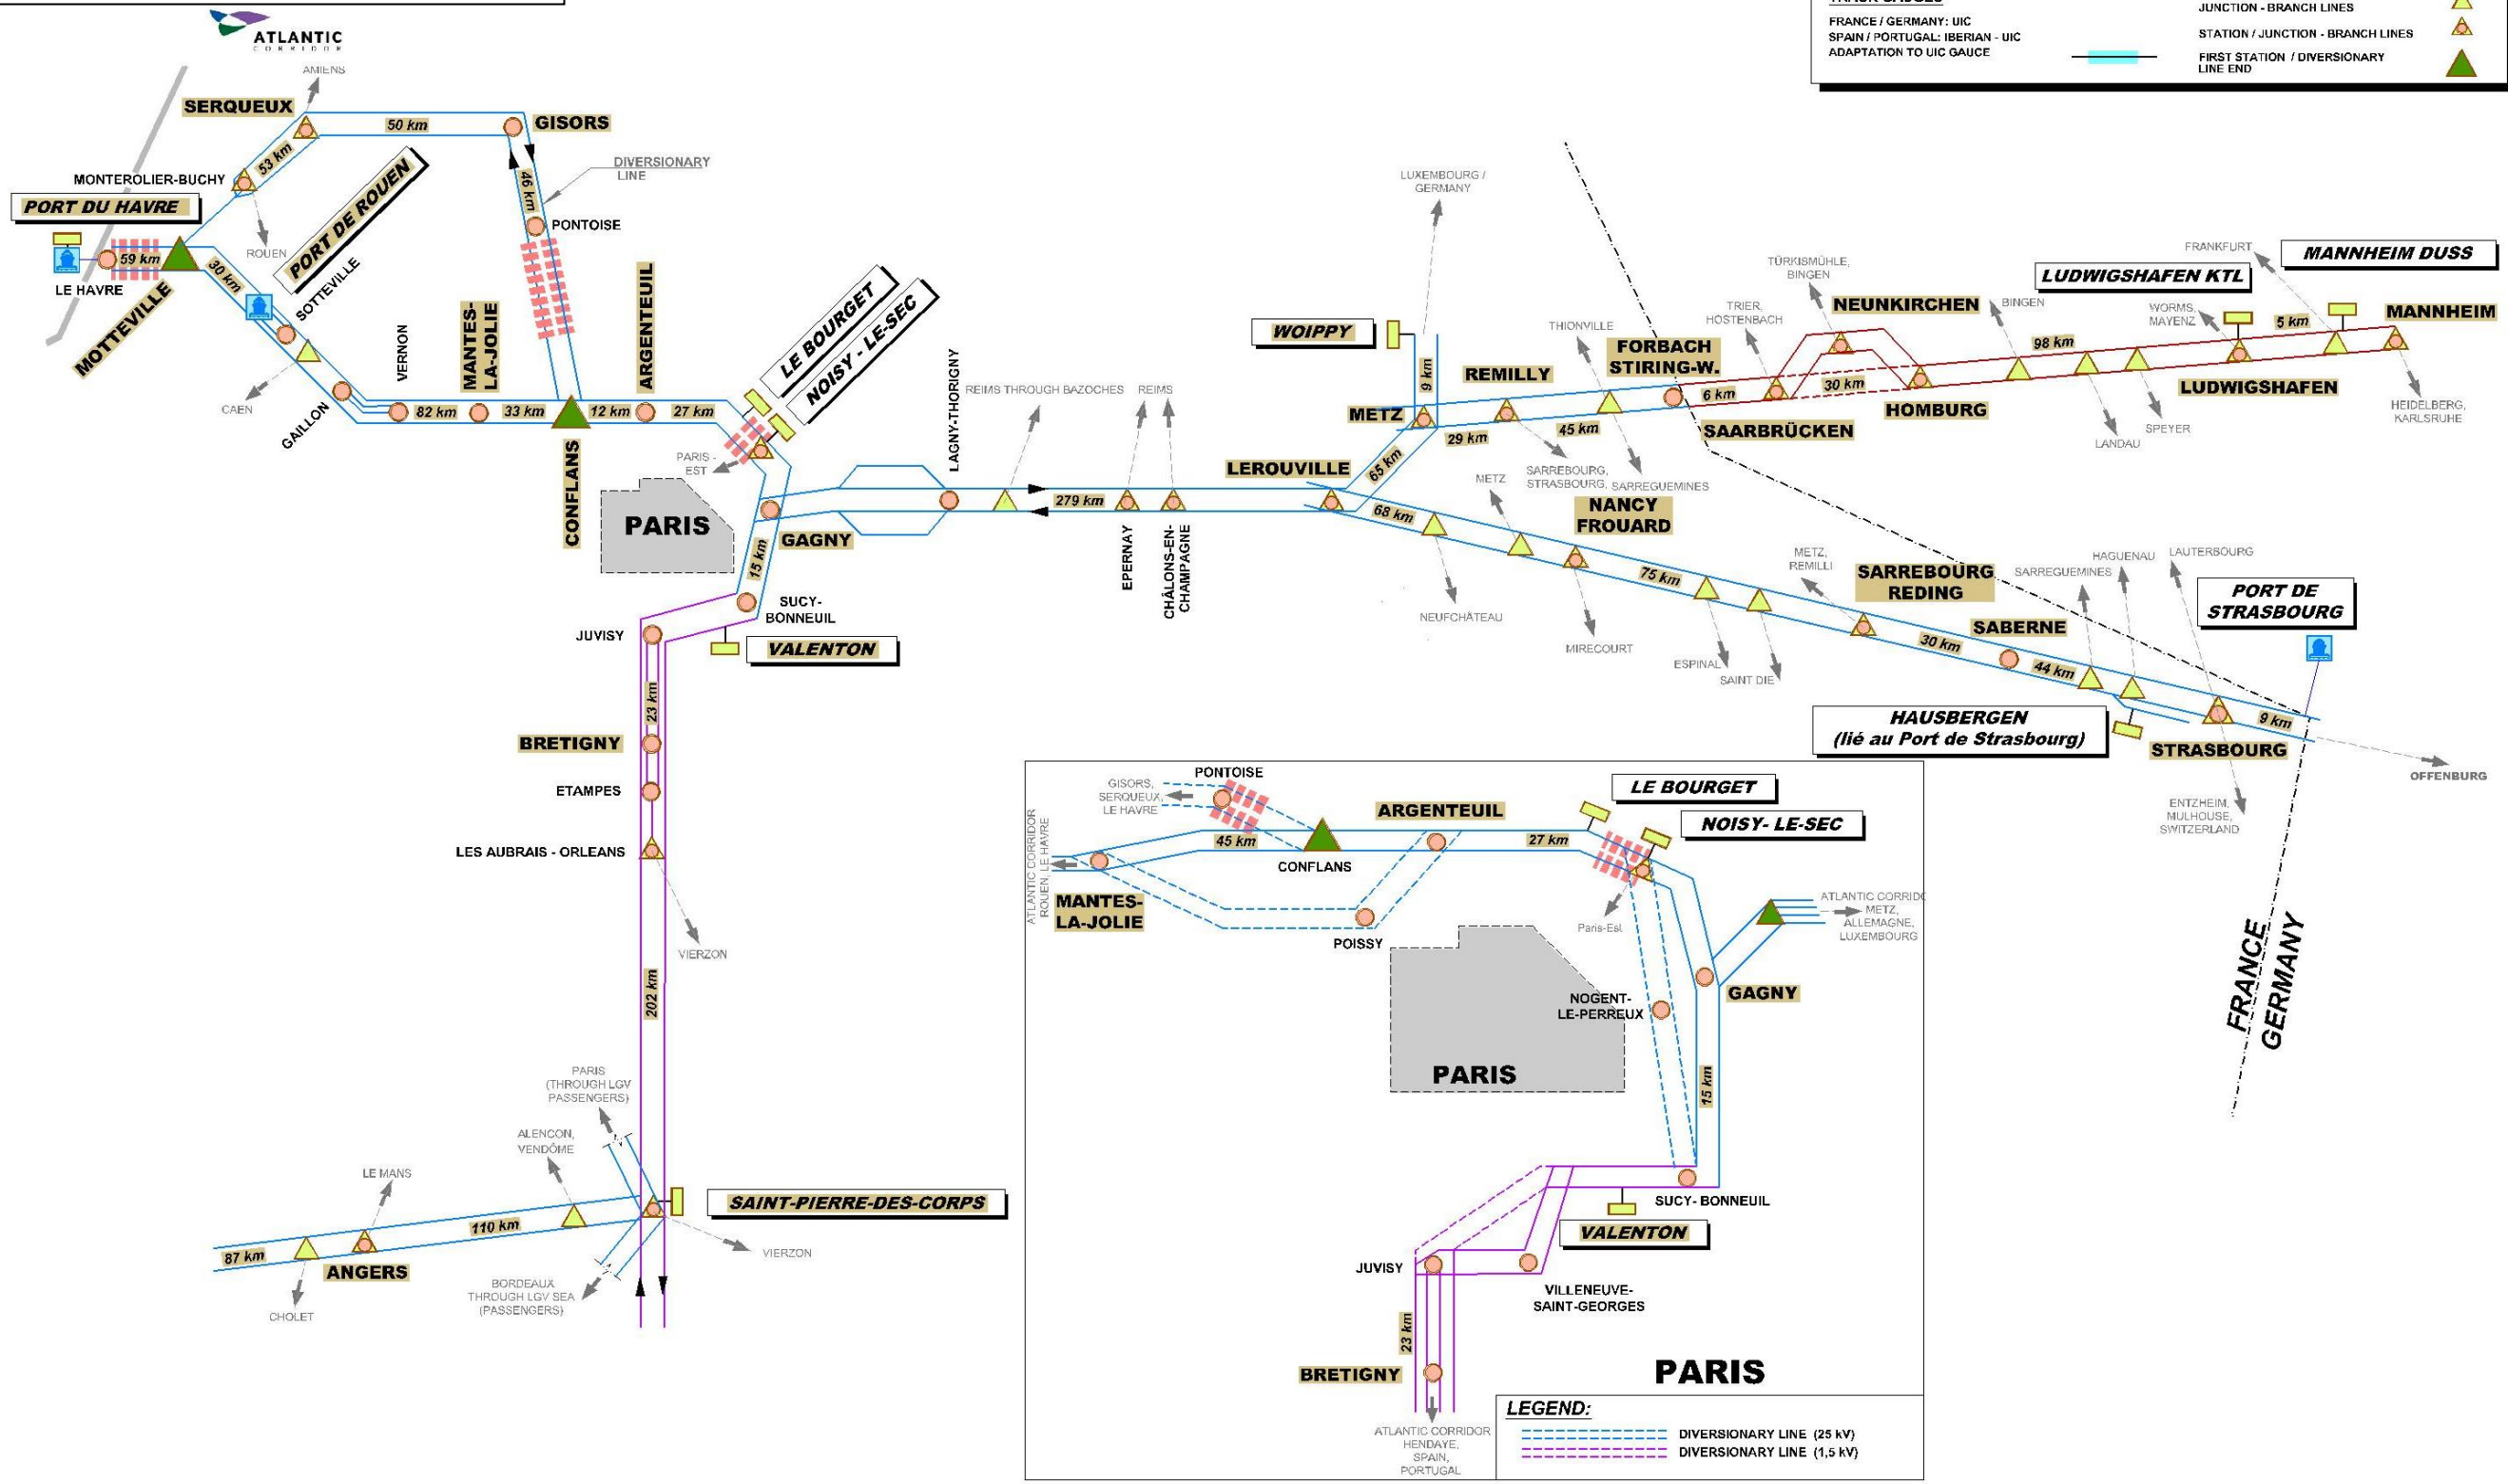 ATLANTIC
CORRIDOR
FRANCE / GERMANY: UIC
SPAIN / PORTUGAL: IBERIAN - UIC
ADAPTATION TO UIC GAUCE
JUNCTION - BRANCH LINES
STATION / JUNCTION - BRANCH LINES
FIRST STATION / DIVERSIONARY
LINE END
AMIENS
SERQUEUX
50 km
GISORS
53 km
MONTEROLIER-BUCHY
PORT DU HAVRE
PORT DE ROUEN
46 km
DIVERSIONARY
LINE
PONTOISE
ROUEN
59 km
LE HAVRE
MOTTEVILLE
30 km
SOTTEVILLE
CAEN
GAILLON
VERNON
82 km
MANTES-
LA-JOLIE
33 km
CONFLANS
12 km
ARGENTEUIL
27 km
LE BOURGET
NOISY - LE-SEC
PARIS -
EST
PARIS
GAGNY
15 km
SUCY-
BONNEUIL
VALENTON
JUVISY
23 km
BRETIGNY
ETAMPES
LES AUBRAIS - ORLEANS
VIERZON
202 km
PARIS
(THROUGH LGV
PASSENGERS)
ALENCON,
VENDÔME
LE MANS
SAINT-PIERRE-DES-CORPS
110 km
87 km
ANGERS
CHOLET
BORDEAUX
THROUGH LGV SEA
(PASSENGERS)
VIERZON
LAGNY-THORIGNY
REIMS THROUGH BAZOCHES
REIMS
279 km
EPERNAY
CHÂLONS-EN-
CHAMPAGNE
LEROUVILLE
65 km
METZ
WOIPPY
9 km
LUXEMBOURG /
GERMANY
29 km
REMILLY
45 km
SARREBOURG,
STRASBOURG,
SARREGUEMINES
THIONVILLE
FORBACH
STIRING-W.
6 km
SAARBRÜCKEN
TRIER,
HOSTENBACH
TÜRKISMÜHLE,
BINGEN
NEUNKIRCHEN
30 km
HOMBURG
BINGEN
98 km
LANDAU
SPEYER
LUDWIGSHAFEN KTL
WORMS,
MAYENZ
LUDWIGSHAFEN
5 km
FRANKFURT
MANNHEIM DUSS
MANNHEIM
HEIDELBERG,
KARLSRUHE
68 km
NEUFCHÂTEAU
METZ
NANCY
FROUARD
MIRECOURT
75 km
ESPINAL
SAINT DIE
METZ,
REMILLI
SARREBOURG
REDING
30 km
SABERNE
44 km
SARREGUEMINES
HAGUENAU
LAUTERBOURG
PORT DE
STRASBOURG
HAUSBERGEN
(lié au Port de Strasbourg)
STRASBOURG
9 km
OFFENBURG
ENTZHEIM,
MULHOUSE,
SWITZERLAND
FRANCE
GERMANY
GISORS,
SERQUEUX,
LE HAVRE
PONTOISE
ATLANTIC CORRIDOR
ROUEN, LE HAVRE
45 km
CONFLANS
ARGENTEUIL
27 km
LE BOURGET
NOISY- LE-SEC
MANTES-
LA-JOLIE
POISSY
Paris-Est
ATLANTIC CORRIDO
METZ,
ALLEMAGNE,
LUXEMBOURG
GAGNY
NOGENT-
LE-PERREUX
PARIS
15 km
SUCY- BONNEUIL
VALENTON
JUVISY
VILLENEUVE-
SAINT-GEORGES
23 km
BRETIGNY
PARIS
ATLANTIC CORRIDOR
HENDAYE,
SPAIN,
PORTUGAL
LEGEND:
DIVERSIONARY LINE (25 kV)
DIVERSIONARY LINE (1,5 kV)